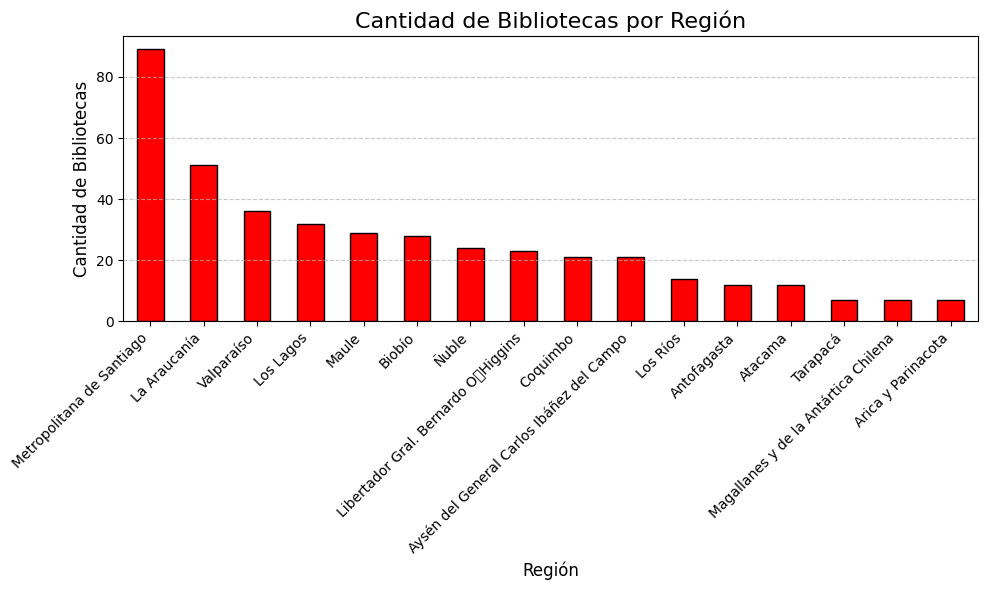 Cantidad de Bibliotecas por Región
Cantidad de Bibliotecas
80
60
40
20
0
Metropolitana de Santiago
La Araucanía
Valparaíso
Los Lagos
Maule
Biobío
Ñuble
Libertador Gral. Bernardo O▯Higgins
Coquimbo
Aysén del General Carlos Ibáñez del Campo
Los Ríos
Antofagasta
Atacama
Tarapacá
Magallanes y de la Antártica Chilena
Arica y Parinacota
Región